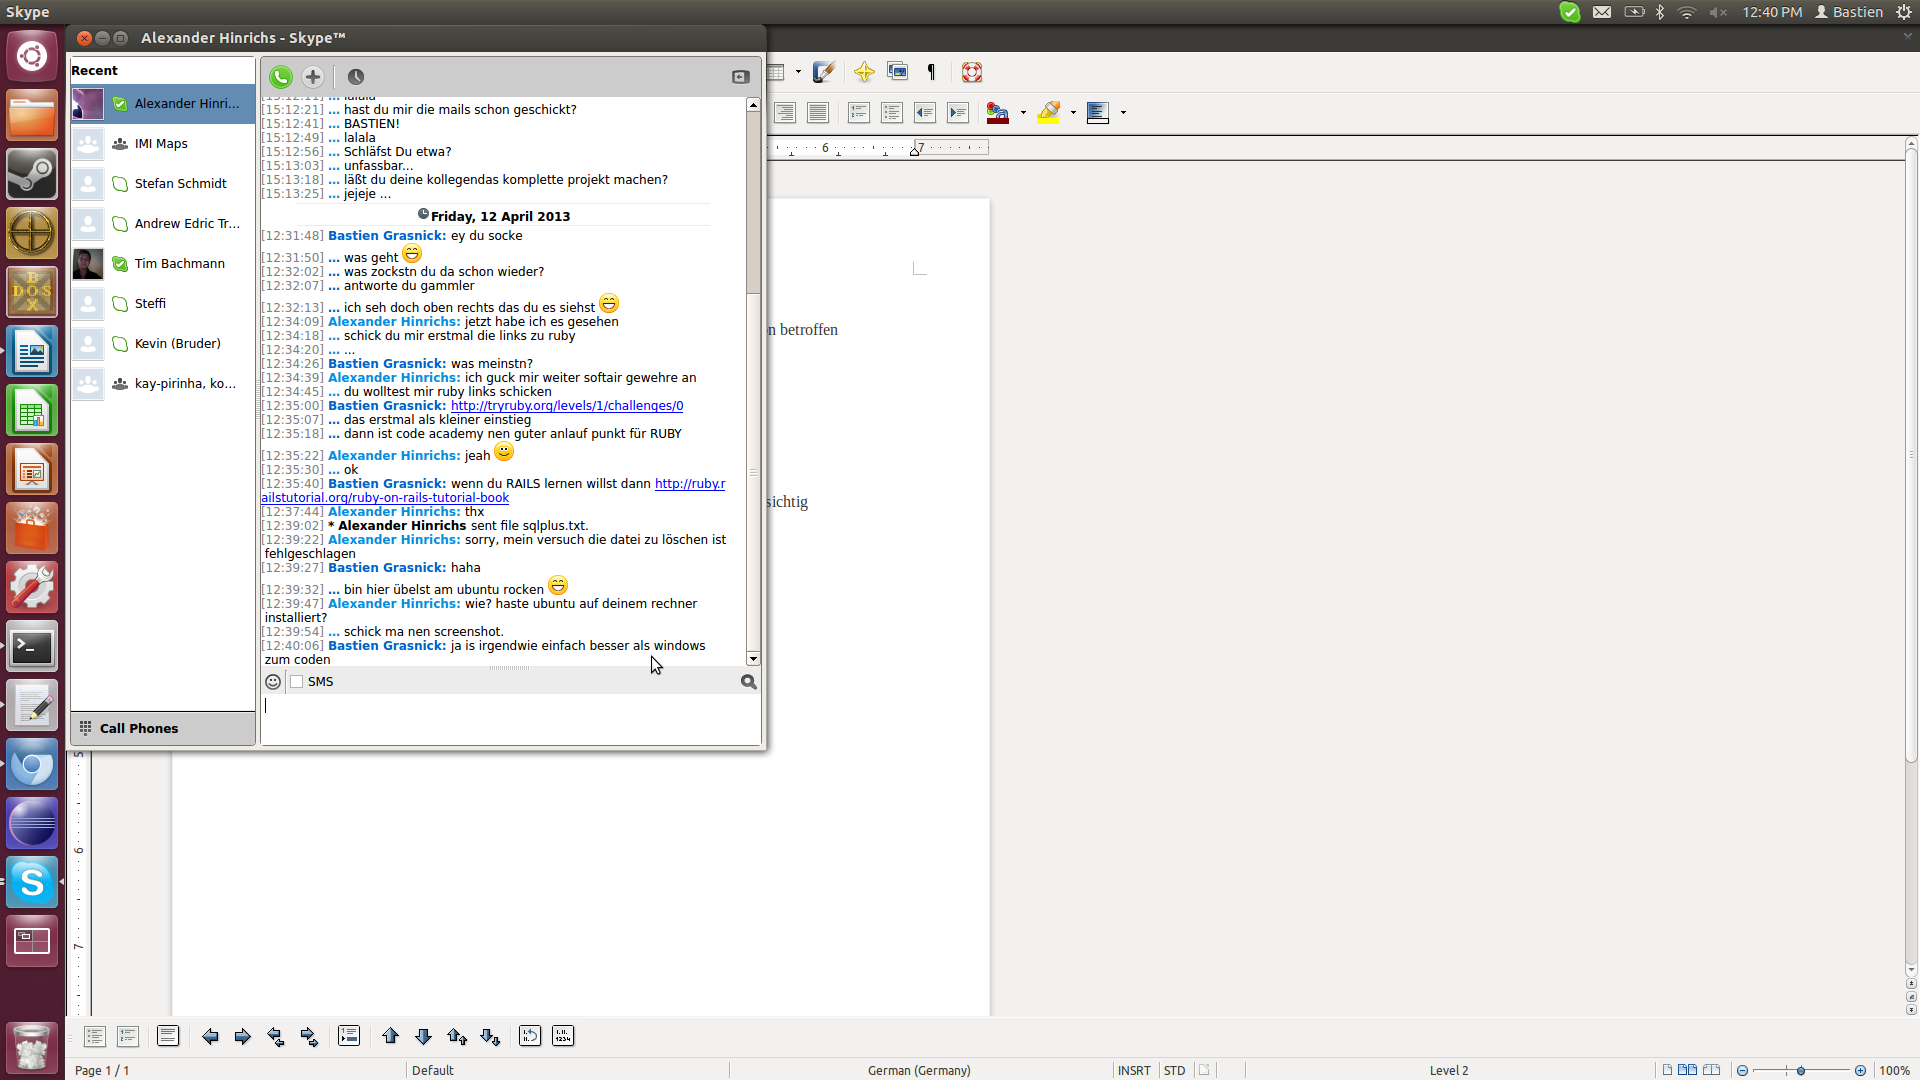 Skype
12:40 PM
Bastien
Alexander Hinrichs - Skype™
Recent
Alexander Hinri...
IMI Maps
Stefan Schmidt
Andrew Edric Tr...
Tim Bachmann
Steffi
Kevin (Bruder)
kay-pirinha, ko...
Call Phones
[15:12:11] ... lalala
[15:12:21] ... hast du mir die mails schon geschickt?
[15:12:41] ... BASTIEN!
[15:12:49] ... lalala
[15:12:56] ... Schläfst Du etwa?
[15:13:03] ... unfassbar...
[15:13:18] ... läßt du deine kollegendas komplette projekt machen?
[15:13:25] ... jejeje ...
Friday, 12 April 2013
[12:31:48] Bastien Grasnick: ey du socke
[12:31:50] ... was geht
[12:32:02] ... was zockstn du da schon wieder?
[12:32:07] ... antworte du gammler
[12:32:13] ... ich seh doch oben rechts das du es siehst
[12:34:09] Alexander Hinrichs: jetzt habe ich es gesehen
[12:34:18] ... schick du mir erstmal die links zu ruby
[12:34:20] ... ...
[12:34:26] Bastien Grasnick: was meinstn?
[12:34:39] Alexander Hinrichs: ich guck mir weiter softair gewehre an
[12:34:45] ... du wolltest mir ruby links schicken
[12:35:00] Bastien Grasnick: http://tryruby.org/levels/1/challenges/0
[12:35:07] ... das erstmal als kleiner einstieg
[12:35:18] ... dann ist code academy nen guter anlauf punkt für RUBY
[12:35:22] Alexander Hinrichs: jeah
[12:35:30] ... ok
[12:35:40] Bastien Grasnick: wenn du RAILS lernen willst dann http://ruby.r
ailstutorial.org/ruby-on-rails-tutorial-book
[12:37:44] Alexander Hinrichs: thx
[12:39:02] * Alexander Hinrichs sent file sqlplus.txt.
[12:39:22] Alexander Hinrichs: sorry, mein versuch die datei zu löschen ist
fehlgeschlagen
[12:39:27] Bastien Grasnick: haha
[12:39:32] ... bin hier übelst am ubuntu rocken
[12:39:47] Alexander Hinrichs: wie? haste ubuntu auf deinem rechner
installiert?
[12:39:54] ... schick ma nen screenshot.
[12:40:06] Bastien Grasnick: ja is irgendwie einfach besser als windows
zum coden
SMS
6 7
n betroffen
sichtig
5
6
7
DOS BOX
Page 1 / 1
Default
German (Germany)
INSRT
STD
Level 2
100%